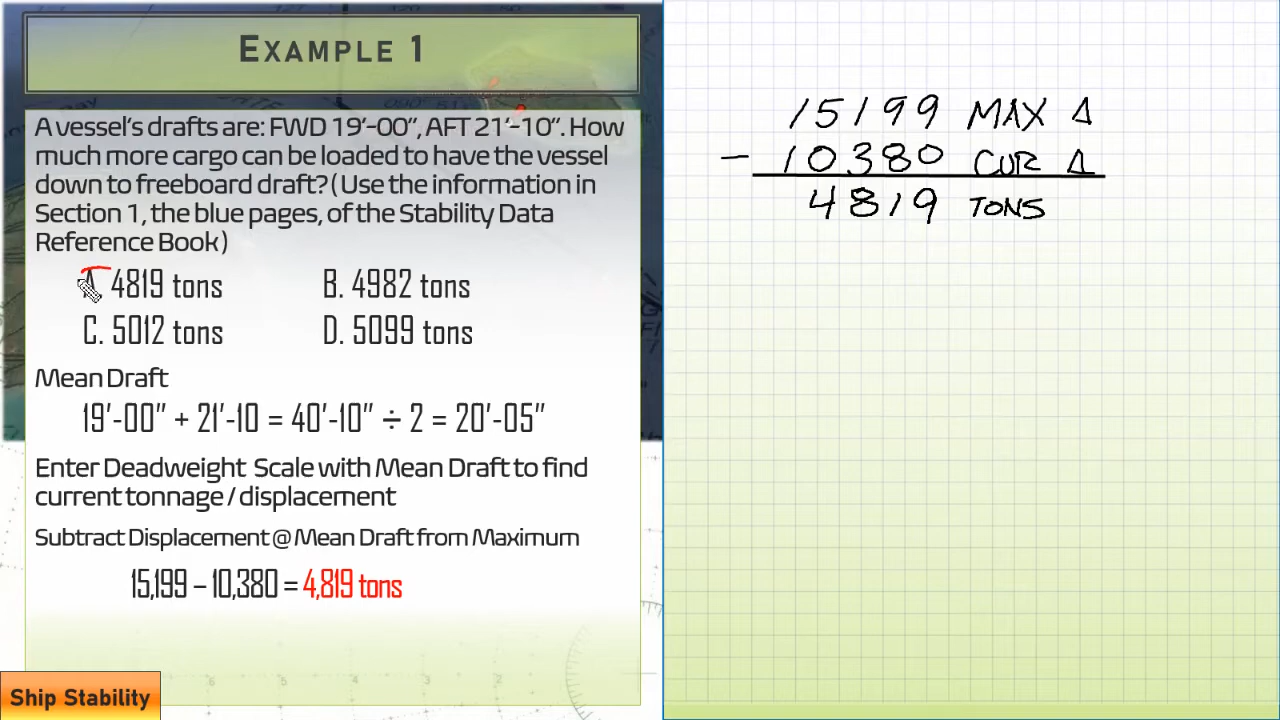 EXAMPLE 1
A vessel's drafts are: FWD 19'-00", AFT 21'-10". How
much more cargo can be loaded to have the vessel
down to freeboard draft? (Use the information in
Section 1, the blue pages, of the Stability Data
Reference Book)
A 4819 tons B. 4982 tons
C. 5012 tons D. 5099 tons
Mean Draft
19'-00" + 21'-10 = 40'-10" ÷ 2 = 20'-05"
Enter Deadweight Scale with Mean Draft to find
current tonnage / displacement
Subtract Displacement @ Mean Draft from Maximum
15,199 – 10,380 = 4,819 tons
Ship Stability
15199 MAX Δ
- 10380 CUR Δ
4819 TONS